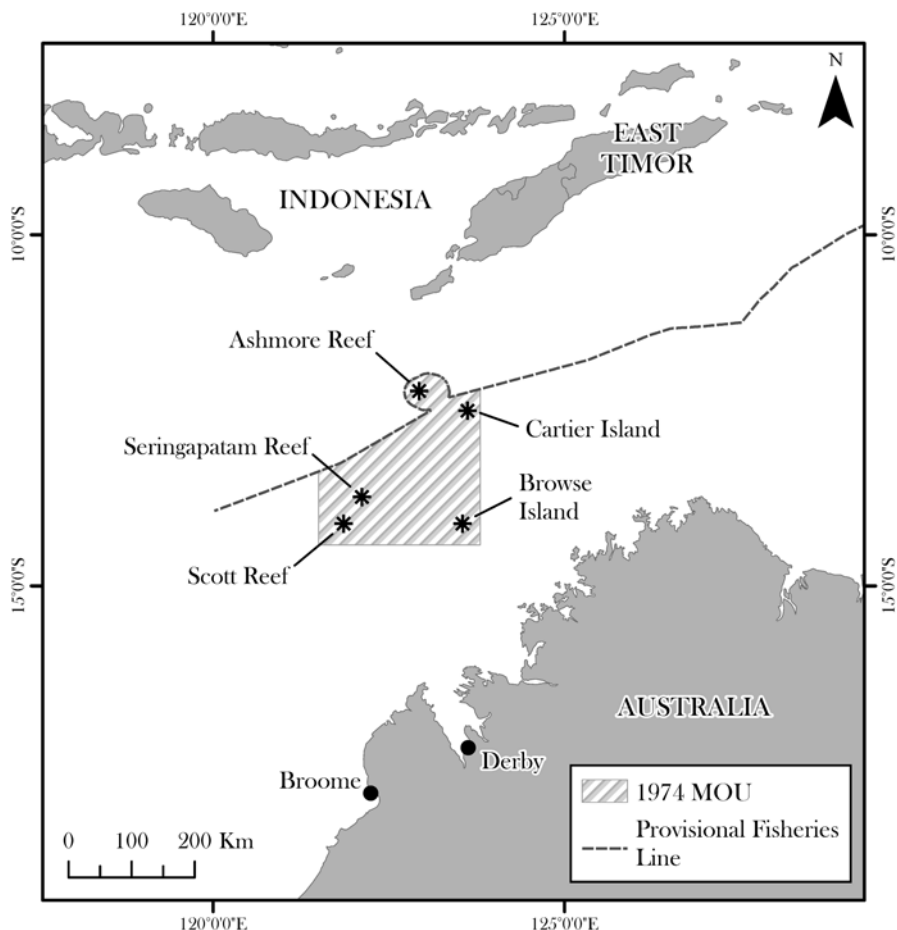 120°0'0"E
125°0'0"E
N
EAST
TIMOR
INDONESIA
10°0'0"S
10°0'0"S
Ashmore Reef
Cartier Island
Seringapatam Reef
Browse
Island
Scott Reef
15°0'0"S
15°0'0"S
AUSTRALIA
Derby
Broome
1974 MOU
Provisional Fisheries
Line
0 100 200 Km
120°0'0"E
125°0'0"E